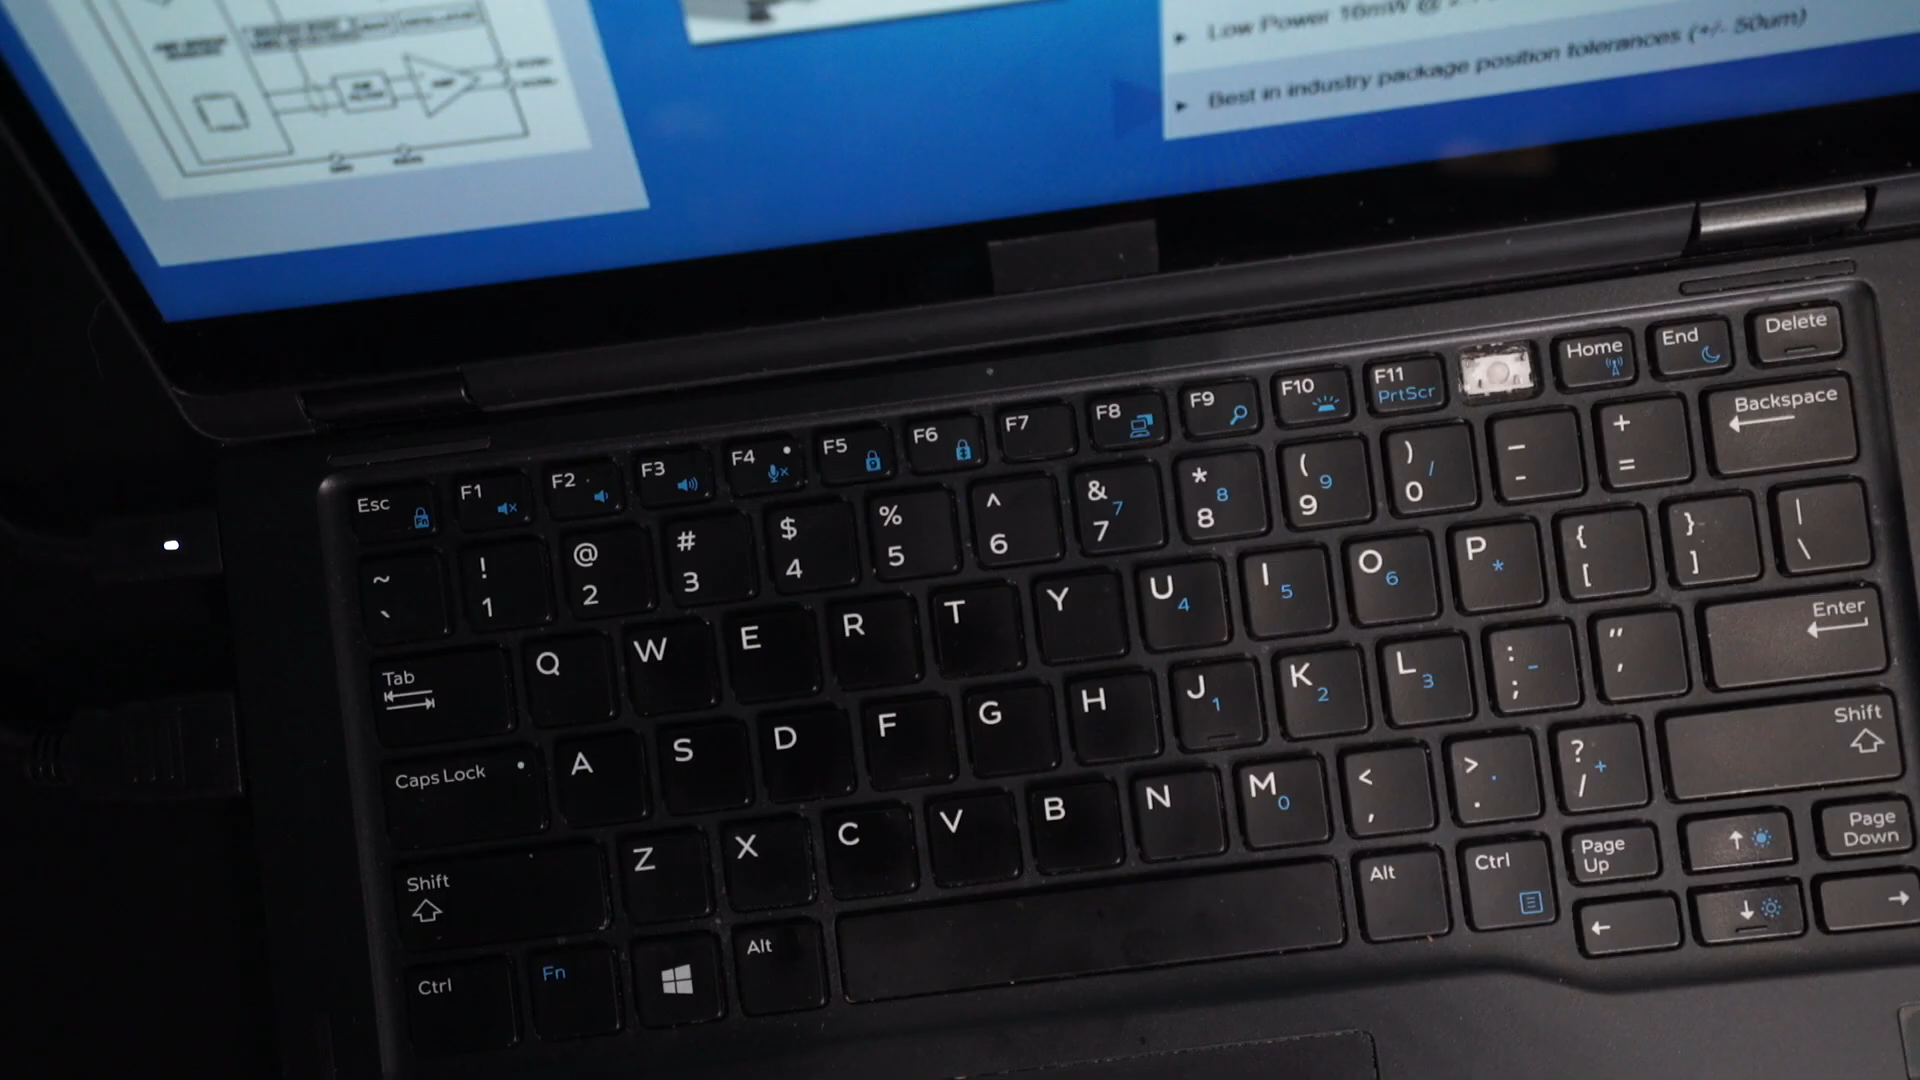 Low Power 16mW @
Best in industry package position tolerances (+/- 50um)
Esc F1 F2 F3 F4 F5 F6 F7 F8 F9 F10 F11 PrtScr Home End Delete
~ ` ! 1 @ 2 # 3 $ 4 % 5 ^ 6 & 7 7 * 8 8 ( 9 9 ) 0 / _ - + = Backspace
Tab Q W E R T Y U 4 I 5 O 6 P * { [ } ] | \
Caps Lock A S D F G H J 1 K 2 L 3 : ; - " ' Enter
Shift Z X C V B N M 0 < , > . . ? / + Shift
Ctrl Fn Alt Alt Ctrl Page Up Page Down